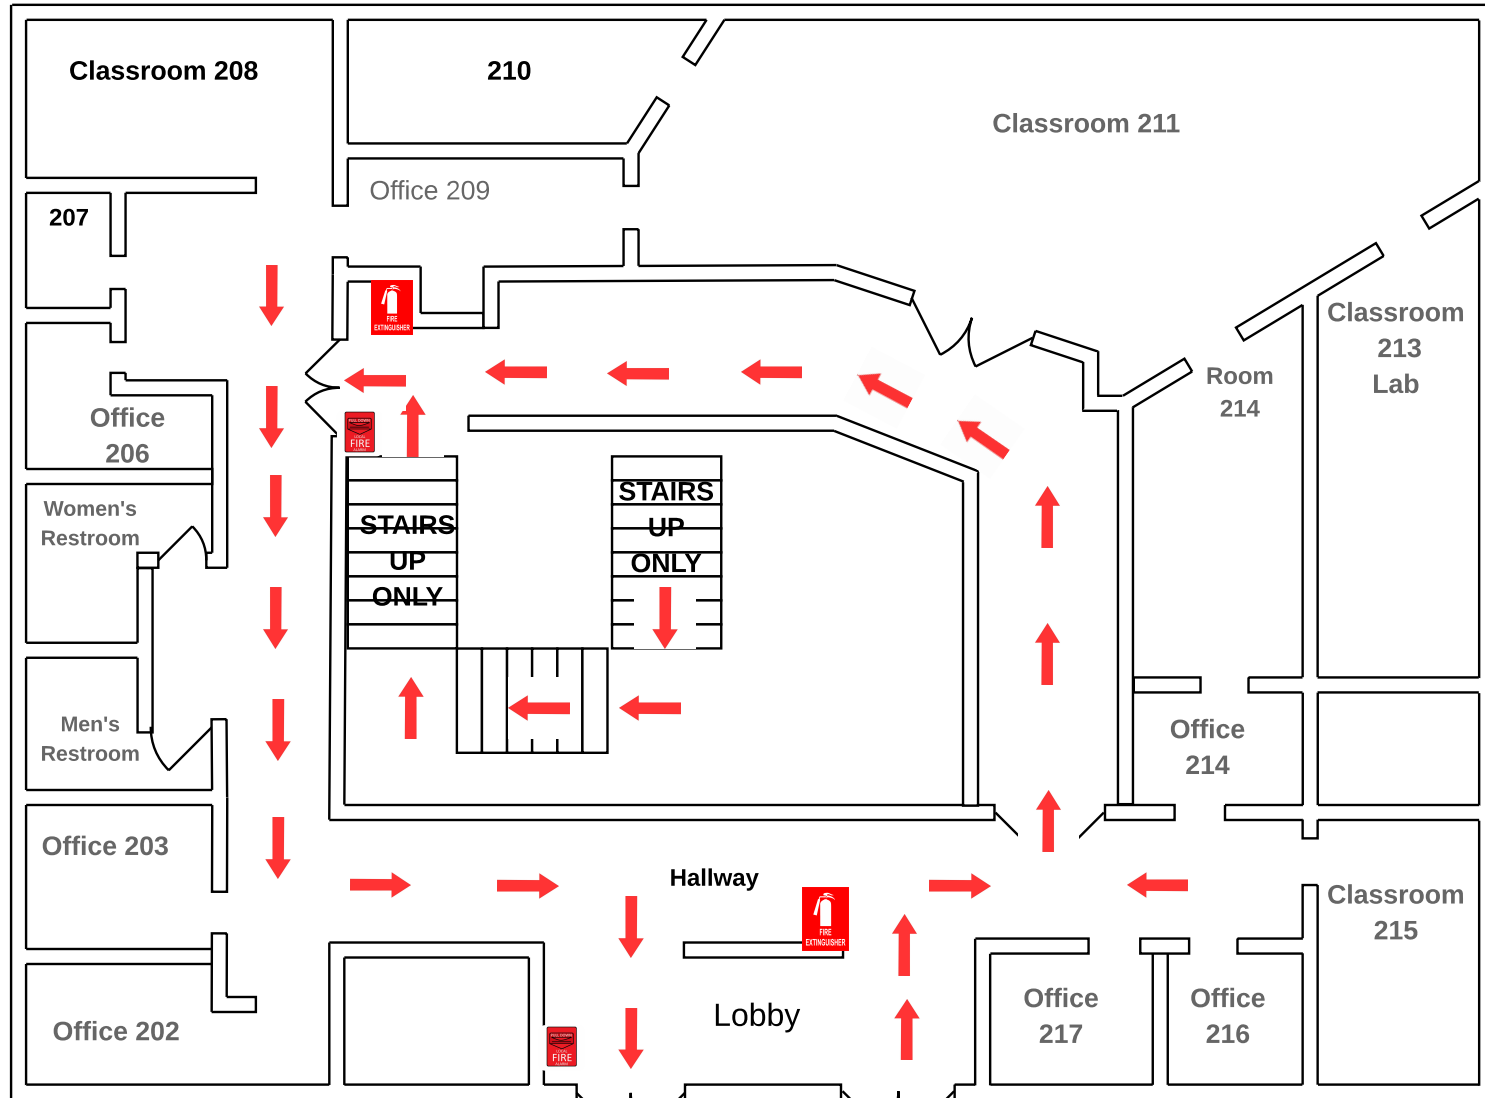 Classroom 208
210
Classroom 211
Office 209
207
FIRE
EXTINGUISHER
Classroom
213
Lab
Room
214
Office
206
FIRE
STAIRS
UP
ONLY
STAIRS
UP
ONLY
Women's
Restroom
Men's
Restroom
Office
214
Office 203
Hallway
FIRE
EXTINGUISHER
Classroom
215
Office 202
Lobby
FIRE
Office
217
Office
216